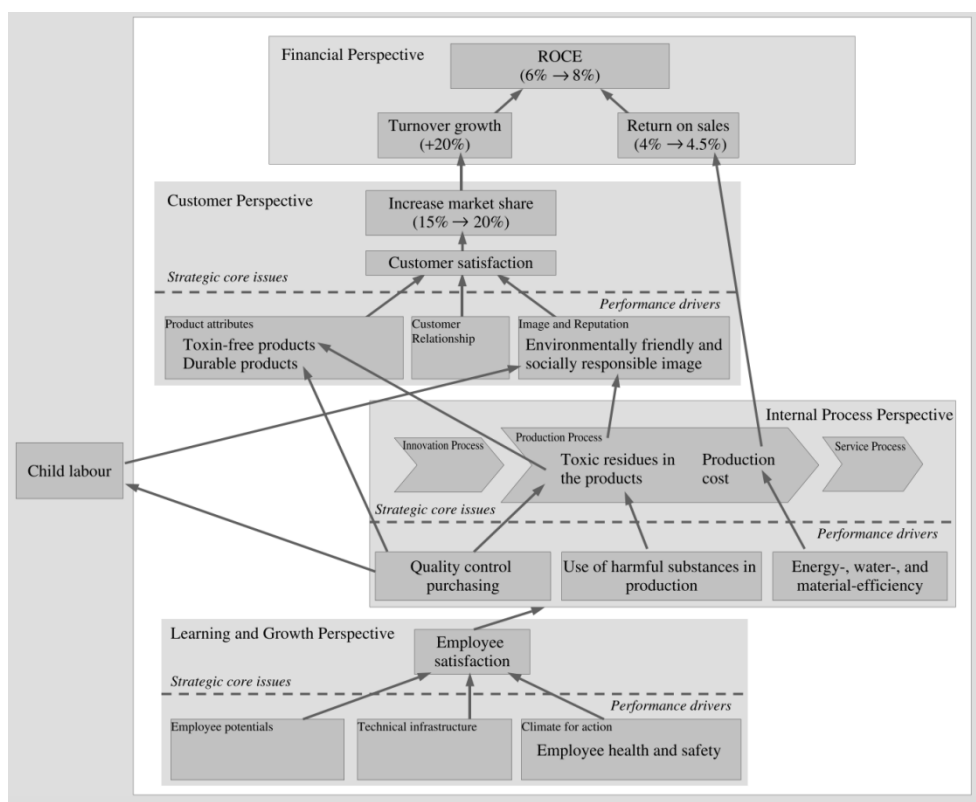 Financial Perspective
ROCE
(6% → 8%)
Turnover growth
(+20%)
Return on sales
(4% → 4.5%)
Customer Perspective
Increase market share
(15% → 20%)
Customer satisfaction
Strategic core issues
Performance drivers
Product attributes
Toxin-free products
Durable products
Customer
Relationship
Image and Reputation
Environmentally friendly and
socially responsible image
Internal Process Perspective
Child labour
Innovation Process
Production Process
Toxic residues in
the products
Production
cost
Service Process
Strategic core issues
Performance drivers
Quality control
purchasing
Use of harmful substances in
production
Energy-, water-, and
material-efficiency
Learning and Growth Perspective
Employee
satisfaction
Strategic core issues
Performance drivers
Employee potentials
Technical infrastructure
Climate for action
Employee health and safety